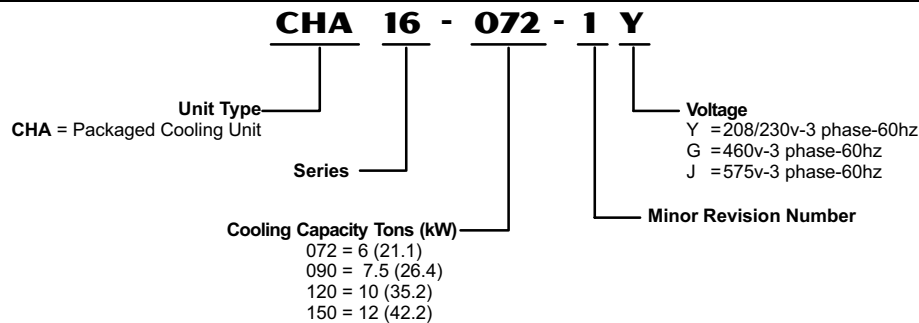 CHA 16 - 072 - 1 Y
Unit Type
CHA = Packaged Cooling Unit
Series
Cooling Capacity Tons (kW)
072 = 6 (21.1)
090 = 7.5 (26.4)
120 = 10 (35.2)
150 = 12 (42.2)
Voltage
Y =208/230v-3 phase-60hz
G =460v-3 phase-60hz
J =575v-3 phase-60hz
Minor Revision Number